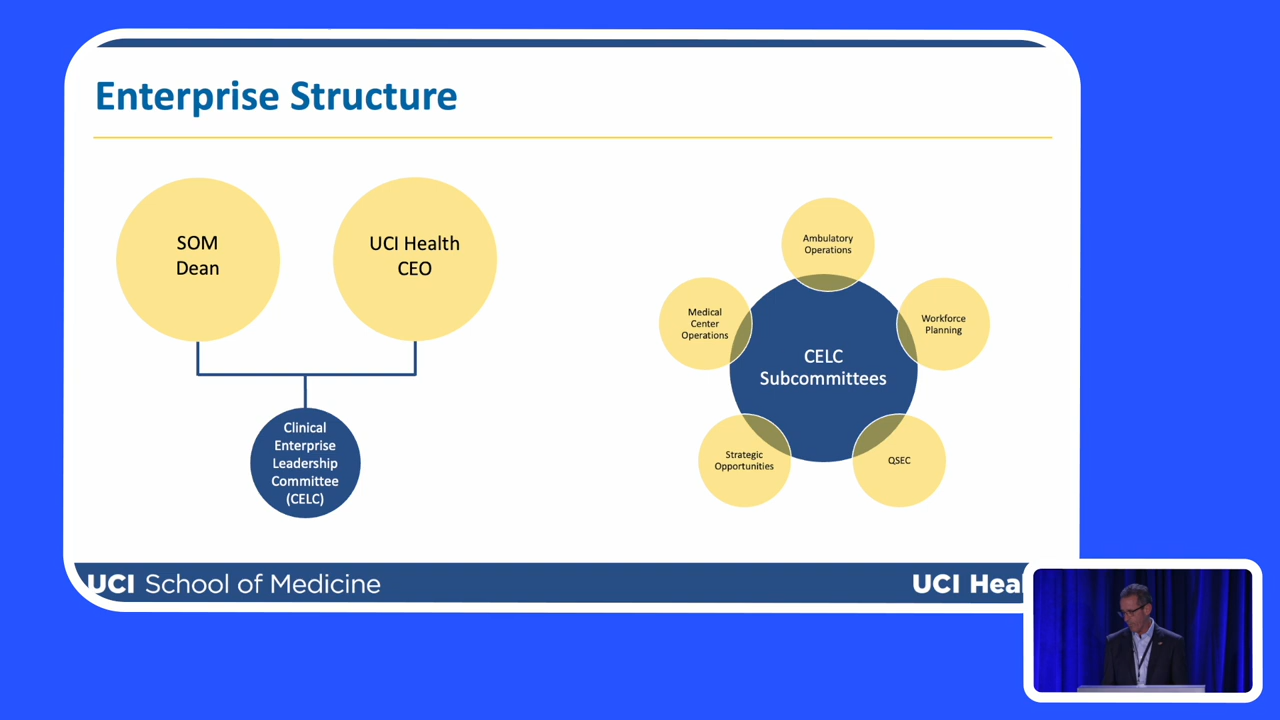 Enterprise Structure
SOM
Dean
UCI Health
CEO
Clinical
Enterprise
Leadership
Committee
(CELC)
Ambulatory
Operations
Medical
Center
Operations
Workforce
Planning
CELC
Subcommittees
Strategic
Opportunities
QSEC
UCI School of Medicine
UCI Hea